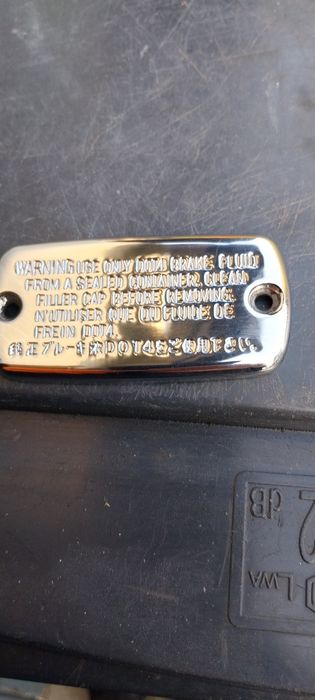 WARNING USE ONLY DOT4 BRAKE FLUID
FROM A SEALED CONTAINER. CLEAN
FILLER CAP BEFORE REMOVING.
N'UTILISER QUE DU FLUIDE DE
FREIN DOT4.
純正ブレーキ液DOT4をご使用下さい。
dB
LWA